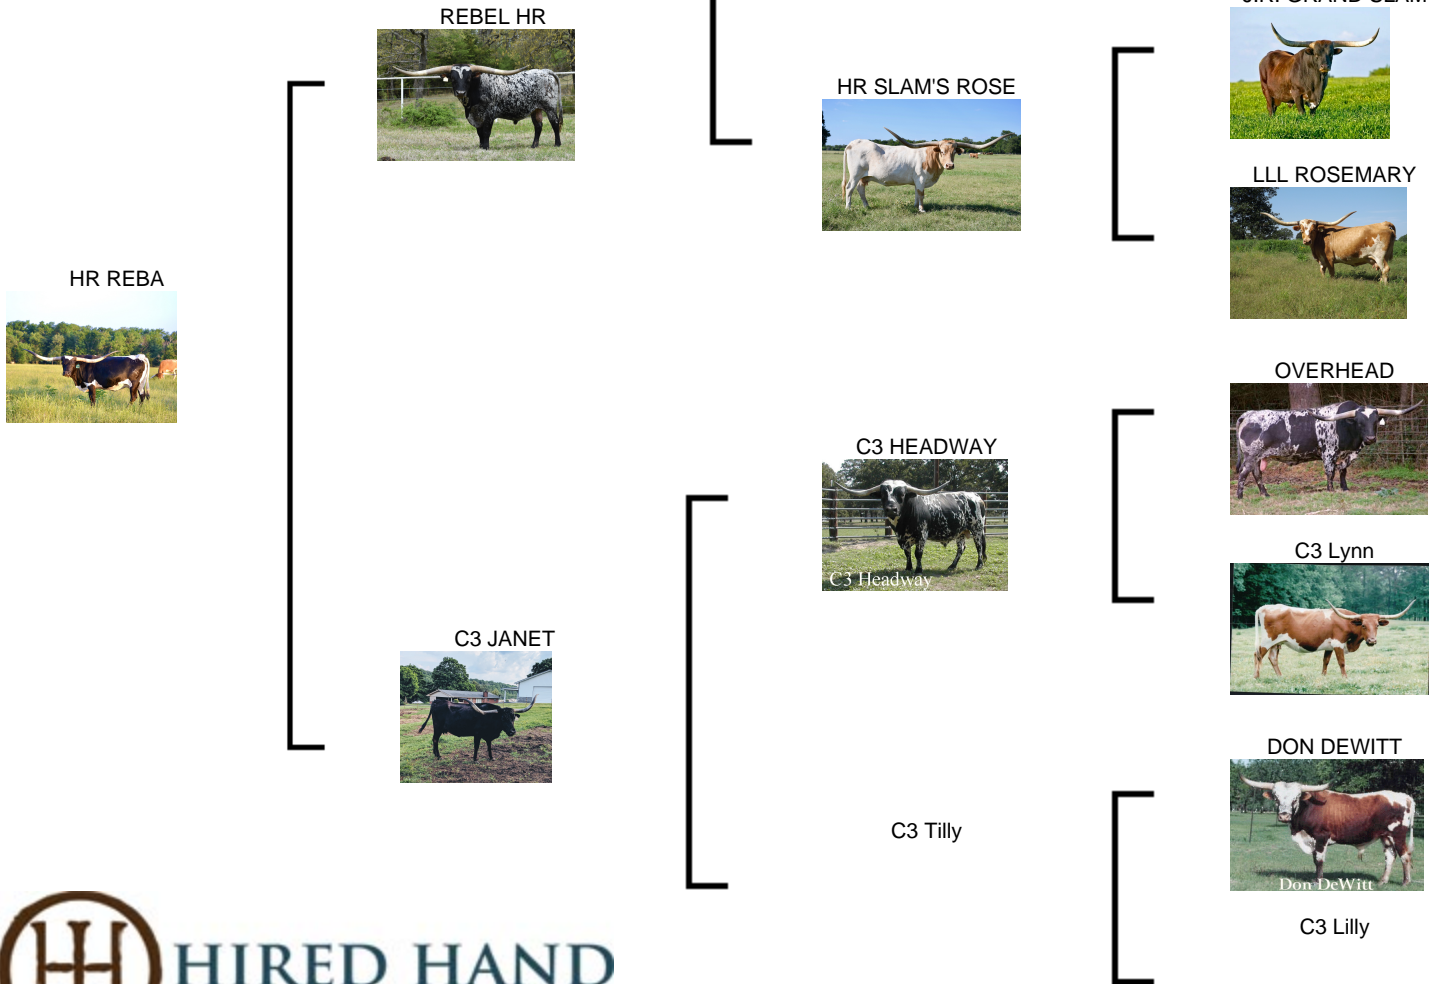 REBEL HR
HR SLAM'S ROSE
LLL ROSEMARY
HR REBA
OVERHEAD
C3 HEADWAY
C3 Headway
C3 Lynn
C3 JANET
DON DEWITT
Don DeWitt
C3 Tilly
C3 Lilly
HIRED HAND